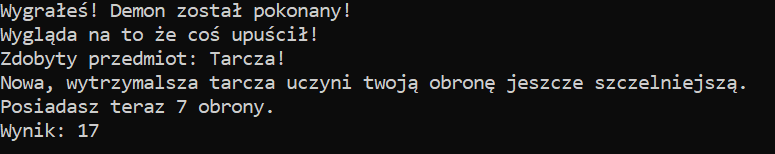 Wygrałeś! Demon został pokonany!
Wygląda na to że coś upuścił!
Zdobyty przedmiot: Tarcza!
Nowa, wytrzymalsza tarcza uczyni twoją obronę jeszcze szczelniejszą.
Posiadasz teraz 7 obrony.
Wynik: 17